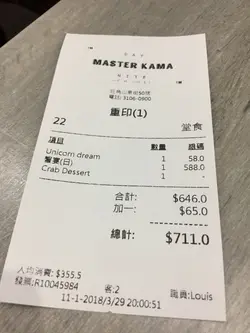 MASTER KAMA
電話: 3106-0900
重印(1)
22 堂食
項目 數量 總碼
Unicorn dream 1 58.0
蟹宴(日) 1 588.0
Crab Dessert 1 -
合計: $646.0
加一: $65.0
總計: $711.0
人均消費: $355.5
發票:R10045984 客:2 職員:Louis
11-1-2018/3/29 20:00:51